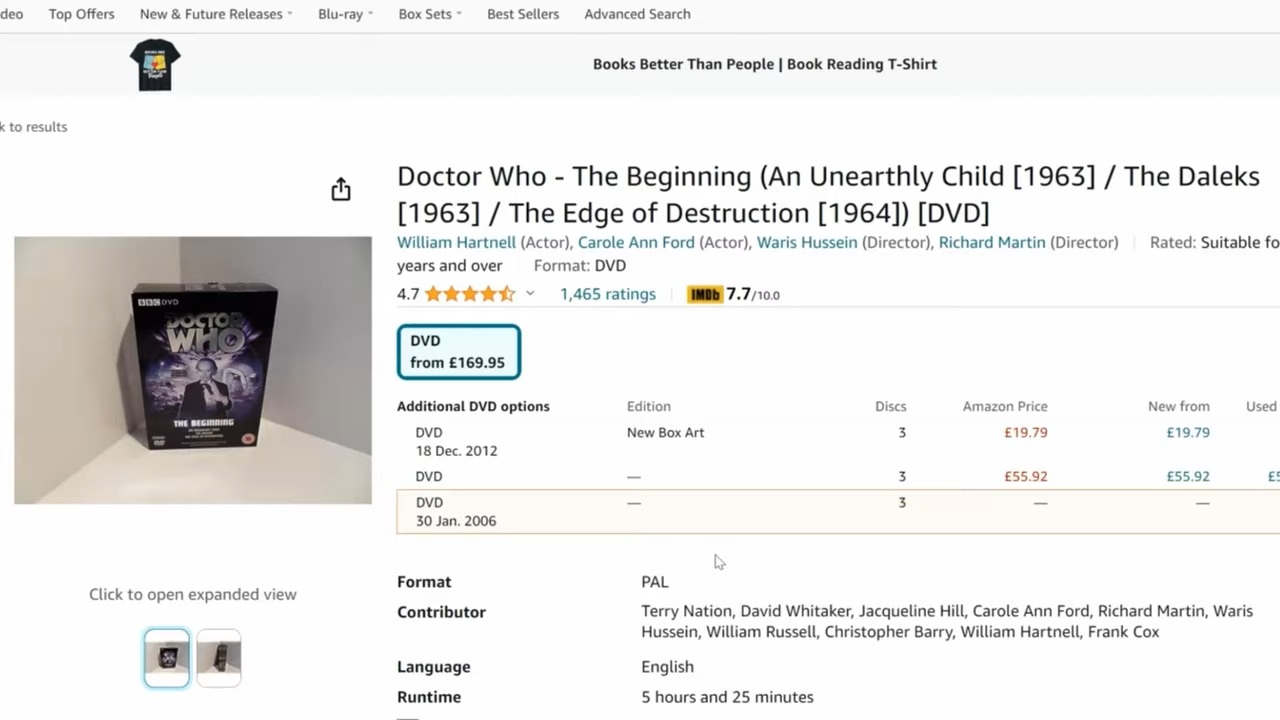 deo Top Offers New & Future Releases Blu-ray Box Sets Best Sellers Advanced Search
Books Better Than People | Book Reading T-Shirt
k to results
Doctor Who - The Beginning (An Unearthly Child [1963] / The Daleks
[1963] / The Edge of Destruction [1964]) [DVD]
William Hartnell (Actor), Carole Ann Ford (Actor), Waris Hussein (Director), Richard Martin (Director) Rated: Suitable fo
years and over Format: DVD
4.7 1,465 ratings IMDb 7.7/10.0
BBC DVD
DOCTOR
WHO
THE BEGINNING
DVD
from £169.95
Additional DVD options Edition Discs Amazon Price New from Used
DVD New Box Art 3 £19.79 £19.79
18 Dec. 2012
DVD — 3 £55.92 £55.92 £5
DVD — 3 — —
30 Jan. 2006
Click to open expanded view
Format PAL
Contributor Terry Nation, David Whitaker, Jacqueline Hill, Carole Ann Ford, Richard Martin, Waris
Hussein, William Russell, Christopher Barry, William Hartnell, Frank Cox
Language English
Runtime 5 hours and 25 minutes